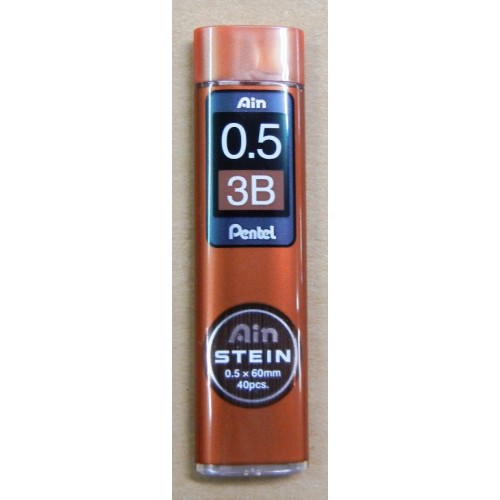 Ain
0.5
3B
Pentel
Ain
STEIN
0.5 × 60mm
40pcs.